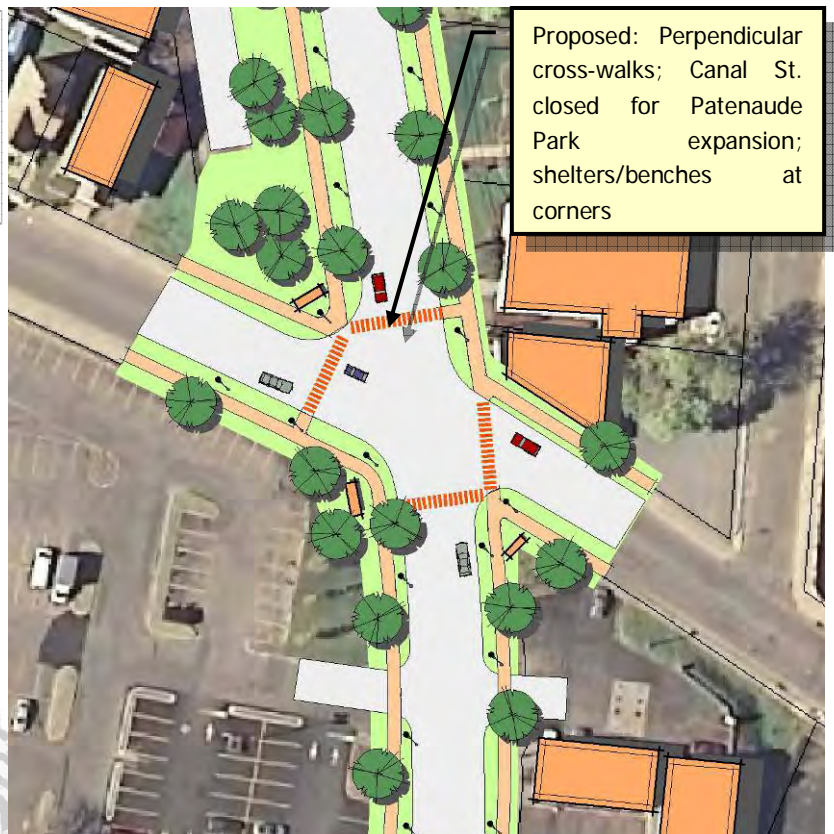 Proposed: Perpendicular
cross-walks; Canal St.
closed for Patenaude
Park expansion;
shelters/benches at
corners